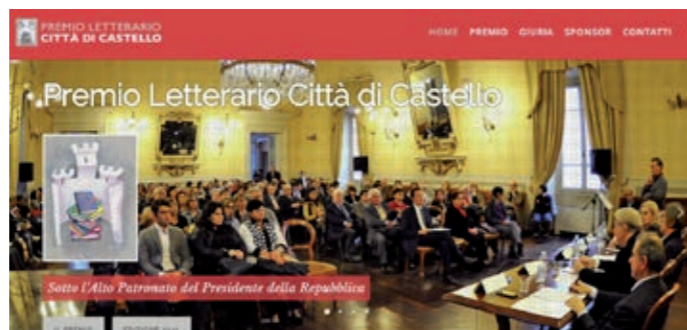 PREMIO LETTERARIO
CITTÀ DI CASTELLO
HOME PREMIO GIURIA SPONSOR CONTATTI
Premio Letterario Città di Castello
Sotto l'Alto Patronato del Presidente della Repubblica